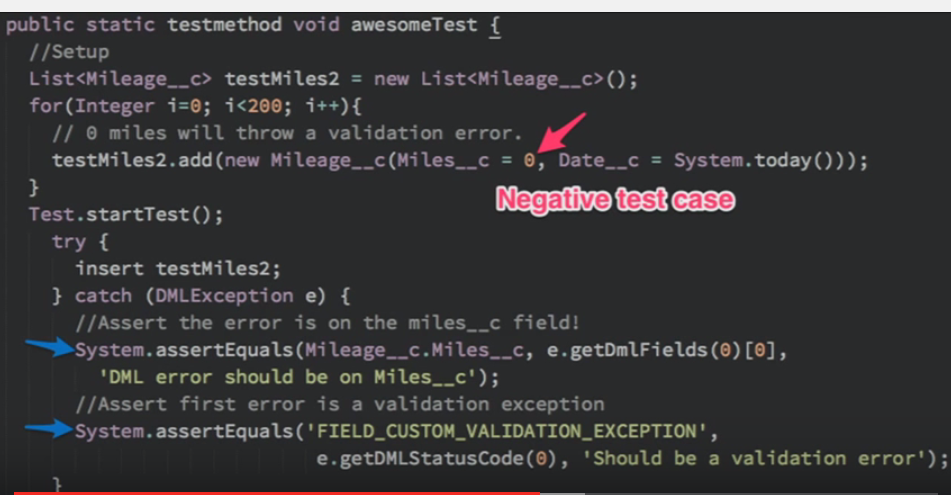 public static testmethod void awesomeTest {
//Setup
List<Mileage__c> testMiles2 = new List<Mileage__c>();
for(Integer i=0; i<200; i++){
// 0 miles will throw a validation error.
testMiles2.add(new Mileage__c(Miles__c = 0, Date__c = System.today()));
}
Negative test case
Test.startTest();
try {
insert testMiles2;
} catch (DMLException e) {
//Assert the error is on the miles__c field!
System.assertEquals(Mileage__c.Miles__c, e.getDmlFields(0)[0],
'DML error should be on Miles__c');
//Assert first error is a validation exception
System.assertEquals('FIELD_CUSTOM_VALIDATION_EXCEPTION',
e.getDMLStatusCode(0), 'Should be a validation error');
}